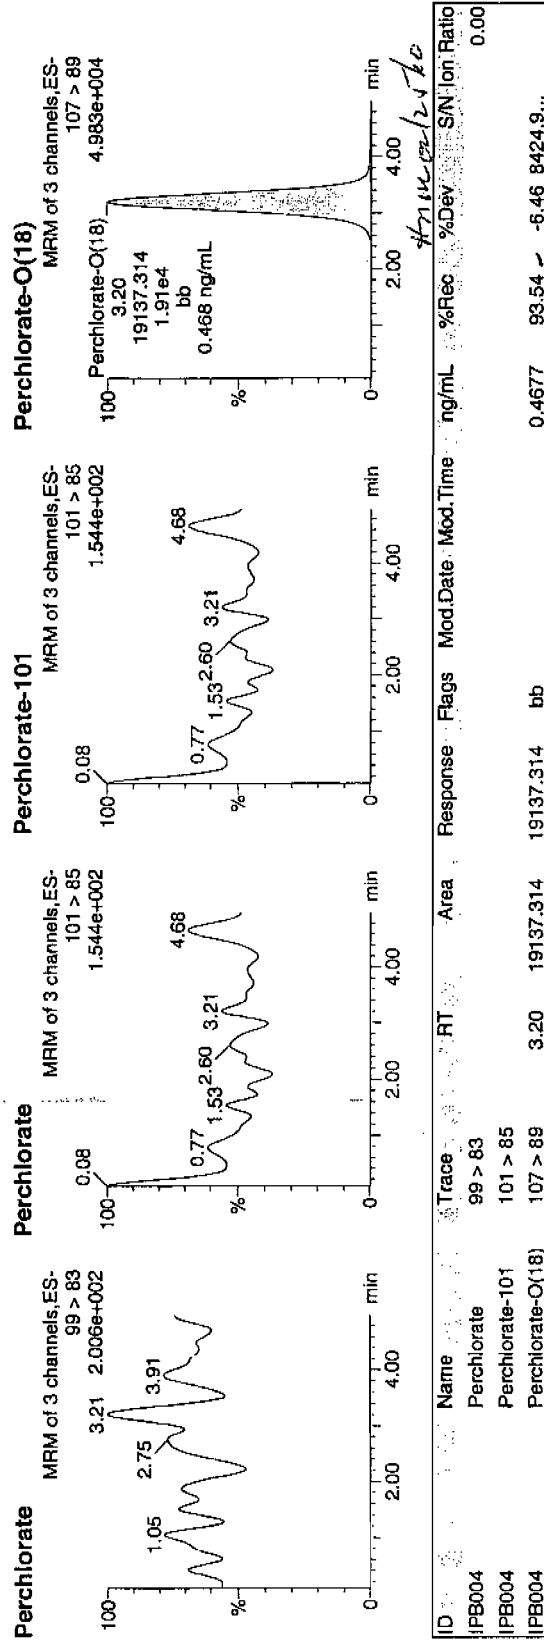 Perchlorate
MRM of 3 channels,ES-
99 > 83
2.006e+002
3.21
100
1.05
2.75
3.91
%
0
2.00
4.00
min
Perchlorate
MRM of 3 channels,ES-
101 > 85
1.544e+002
0.08
100
0.77
1.53
2.60
3.21
4.68
%
0
2.00
4.00
min
Perchlorate-101
MRM of 3 channels,ES-
101 > 85
1.544e+002
0.08
100
0.77
1.53
2.60
3.21
4.68
%
0
2.00
4.00
min
Perchlorate-O(18)
MRM of 3 channels,ES-
107 > 89
4.983e+004
100
Perchlorate-O(18)
3.20
19137.314
1.91e4
bb
0.468 ng/mL
%
0
2.00
4.00
min
ID Name Trace RT Area Response Flags Mod.Date Mod.Time ng/mL %Rec %Dev S/N Ion Ratio
IPB004 Perchlorate 99 > 83 0.00
IPB004 Perchlorate-101 101 > 85
IPB004 Perchlorate-O(18) 107 > 89 3.20 19137.314 19137.314 bb 0.4677 93.54 -6.46 8424.9...